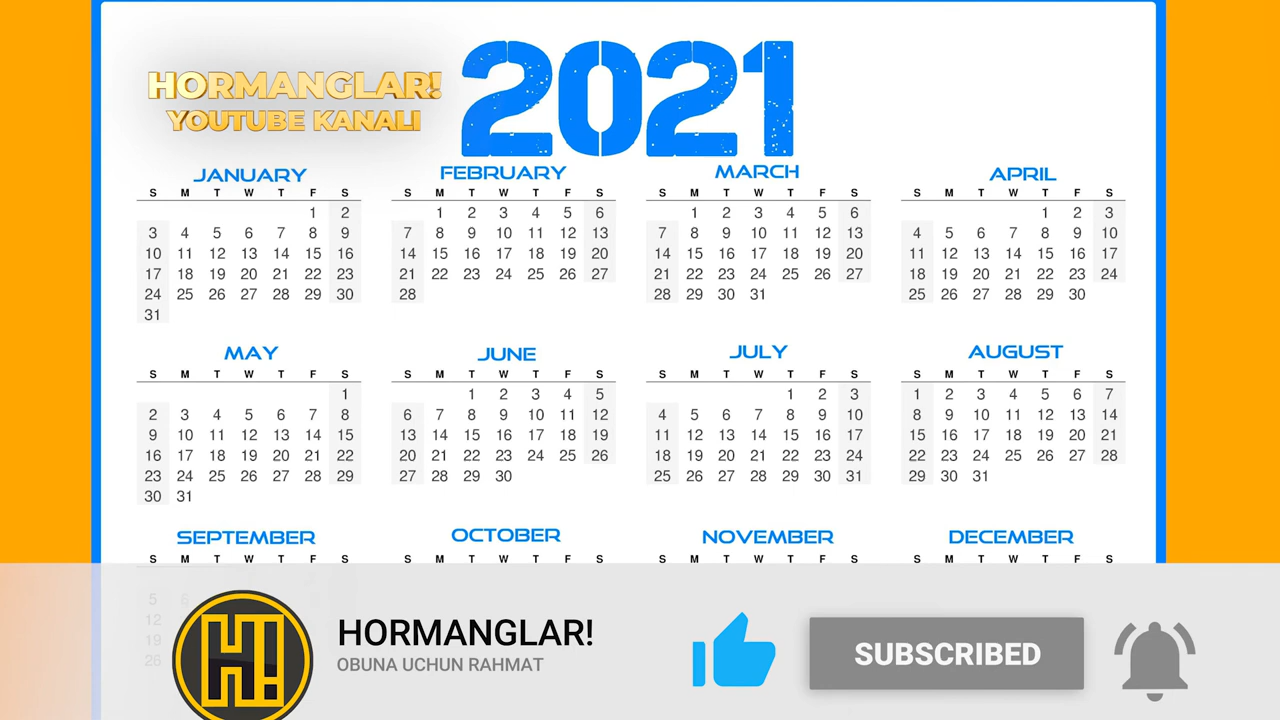 HORMANGLAR!
YOUTUBE KANALI
2021
JANUARY FEBRUARY MARCH APRIL
S M T W T F S S M T W T F S S M T W T F S S M T W T F S
1 2 1 2 3 4 5 6 1 2 3 4 5 6 1 2 3
3 4 5 6 7 8 9 7 8 9 10 11 12 13 7 8 9 10 11 12 13 4 5 6 7 8 9 10
10 11 12 13 14 15 16 14 15 16 17 18 19 20 14 15 16 17 18 19 20 11 12 13 14 15 16 17
17 18 19 20 21 22 23 21 22 23 24 25 26 27 21 22 23 24 25 26 27 18 19 20 21 22 23 24
24 25 26 27 28 29 30 28 28 29 30 31 25 26 27 28 29 30
31
MAY JUNE JULY AUGUST
S M T W T F S S M T W T F S S M T W T F S S M T W T F S
1 1 2 3 4 5 1 2 3 1 2 3 4 5 6 7
2 3 4 5 6 7 8 6 7 8 9 10 11 12 4 5 6 7 8 9 10 8 9 10 11 12 13 14
9 10 11 12 13 14 15 13 14 15 16 17 18 19 11 12 13 14 15 16 17 15 16 17 18 19 20 21
16 17 18 19 20 21 22 20 21 22 23 24 25 26 18 19 20 21 22 23 24 22 23 24 25 26 27 28
23 24 25 26 27 28 29 27 28 29 30 25 26 27 28 29 30 31 29 30 31
30 31
SEPTEMBER OCTOBER NOVEMBER DECEMBER
S M T W T F S S M T W T F S S M T W T F S S M T W T F S
5 6
12
19
26
H!
HORMANGLAR!
OBUNA UCHUN RAHMAT
SUBSCRIBED